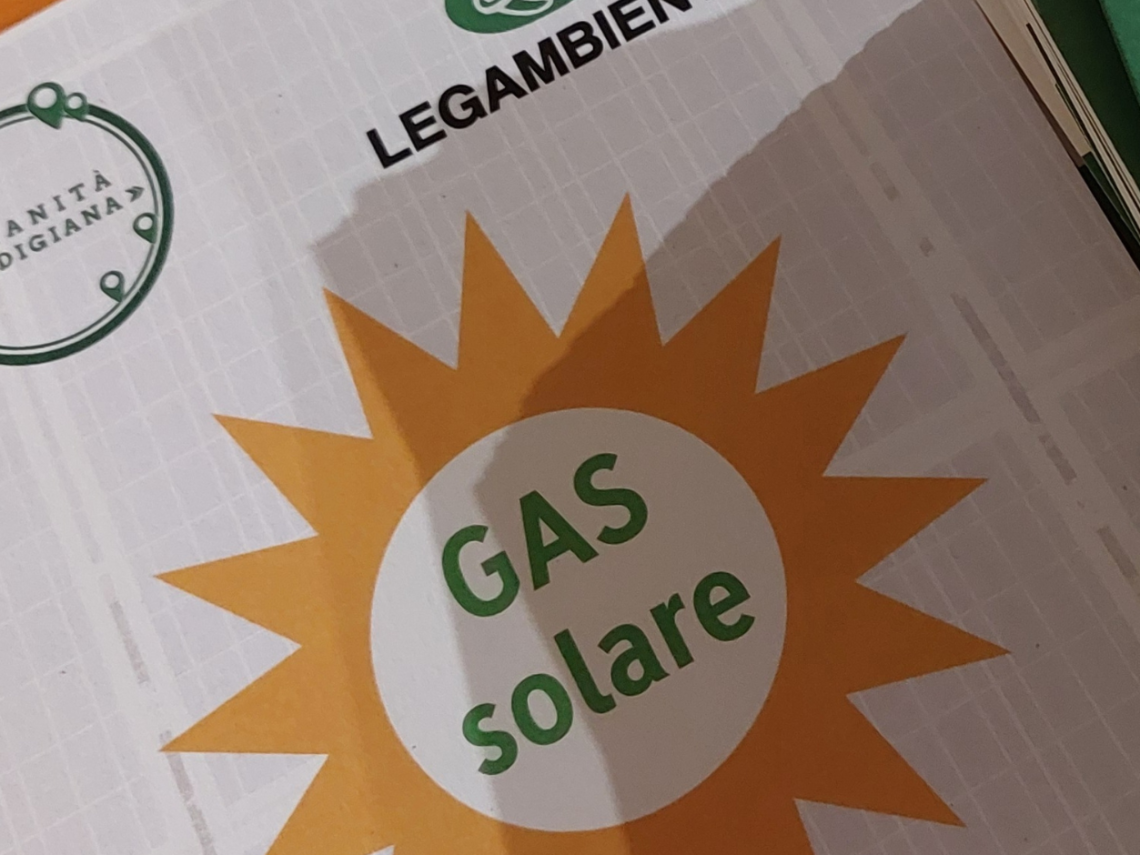 LEGAMBIEN
ANITÀ
DIGIANA
GAS
solare